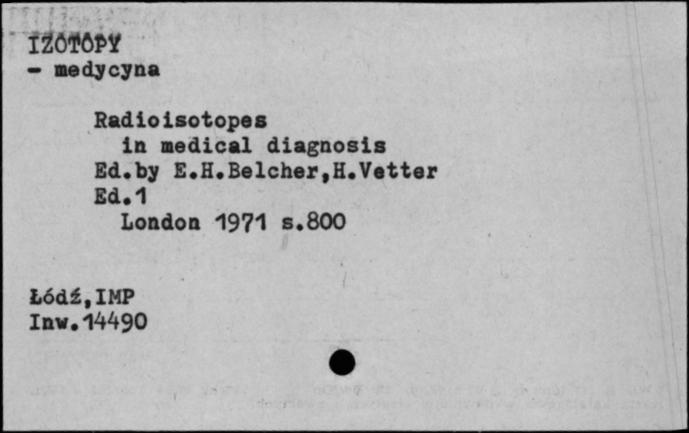 IZOTOPY
- medycyna
Radioisotopes
in medical diagnosis
Ed.by E.H.Belcher,H.Vetter
Ed.1
London 1971 s.800
Łódź,IMP
Inw.14490